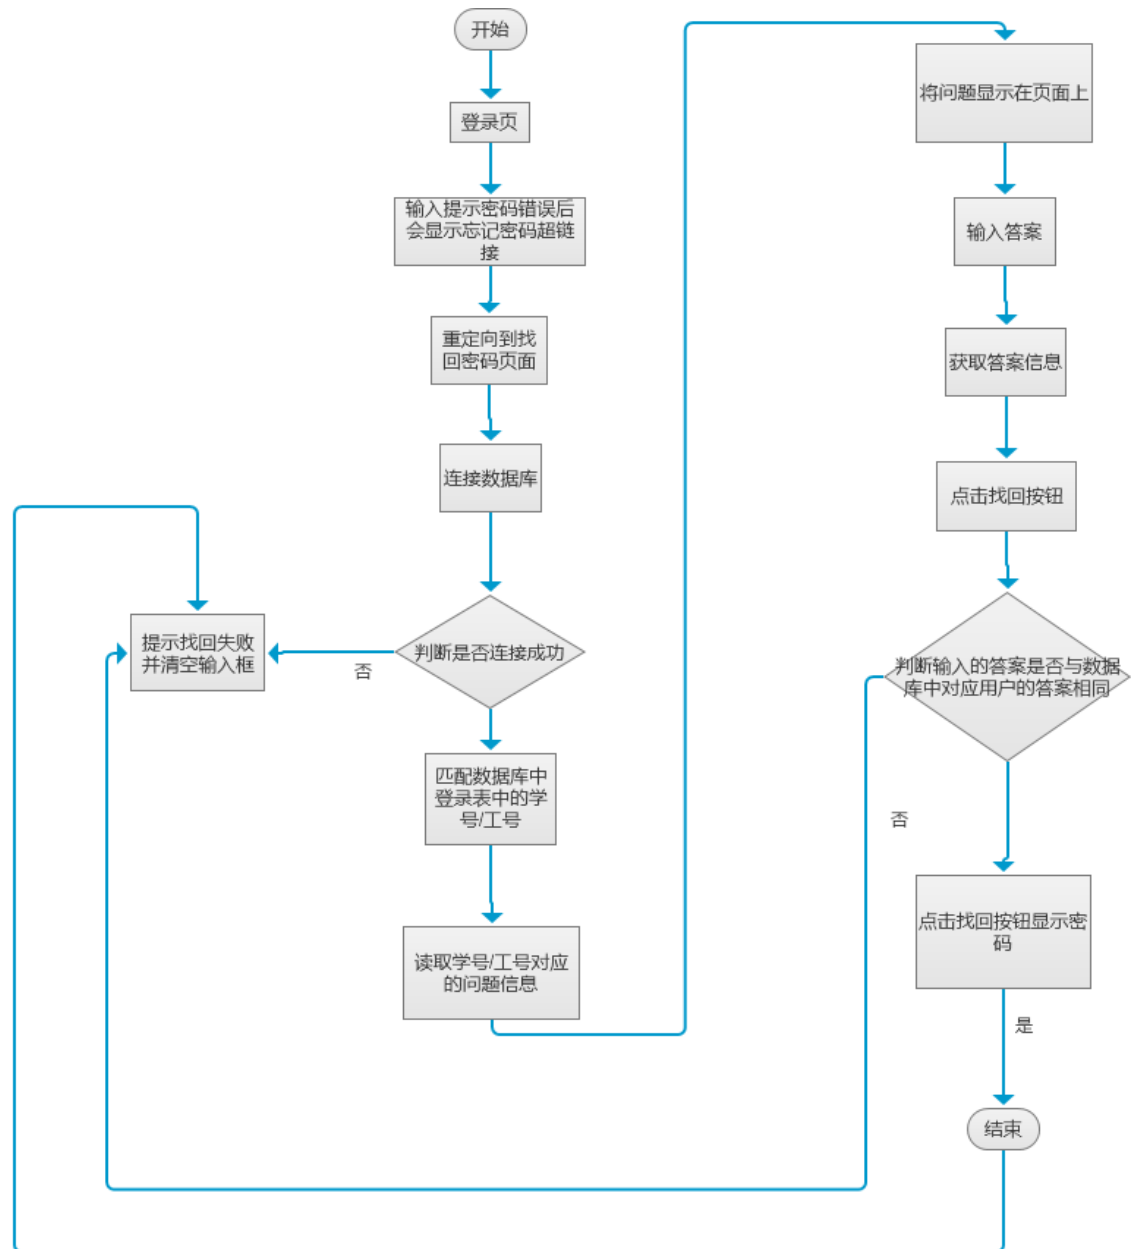 开始
登录页
输入提示密码错误后
会显示忘记密码超链
接
重定向到找
回密码页面
连接数据库
判断是否连接成功
否
提示找回失败
并清空输入框
匹配数据库中
登录表中的学
号/工号
读取学号/工号对应
的问题信息
将问题显示在页面上
输入答案
获取答案信息
点击找回按钮
判断输入的答案是否与数据
库中对应用户的答案相同
否
点击找回按钮显示密
码
是
结束